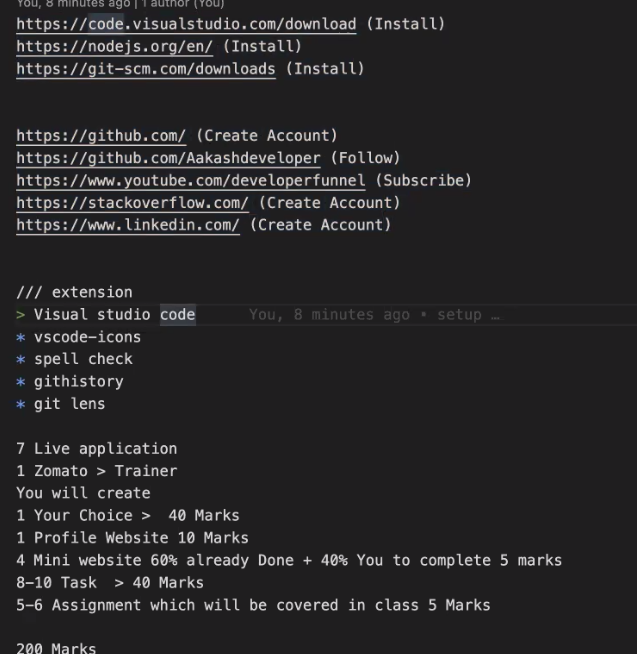 You, 8 minutes ago | 1 author (You)
https://code.visualstudio.com/download (Install)
https://nodejs.org/en/ (Install)
https://git-scm.com/downloads (Install)
https://github.com/ (Create Account)
https://github.com/Aakashdeveloper (Follow)
https://www.youtube.com/developerfunnel (Subscribe)
https://stackoverflow.com/ (Create Account)
https://www.linkedin.com/ (Create Account)
/// extension
> Visual studio code You, 8 minutes ago • setup …
* vscode-icons
* spell check
* githistory
* git lens
7 Live application
1 Zomato > Trainer
You will create
1 Your Choice >  40 Marks
1 Profile Website 10 Marks
4 Mini website 60% already Done + 40% You to complete 5 marks
8-10 Task  > 40 Marks
5-6 Assignment which will be covered in class 5 Marks
200 Marks